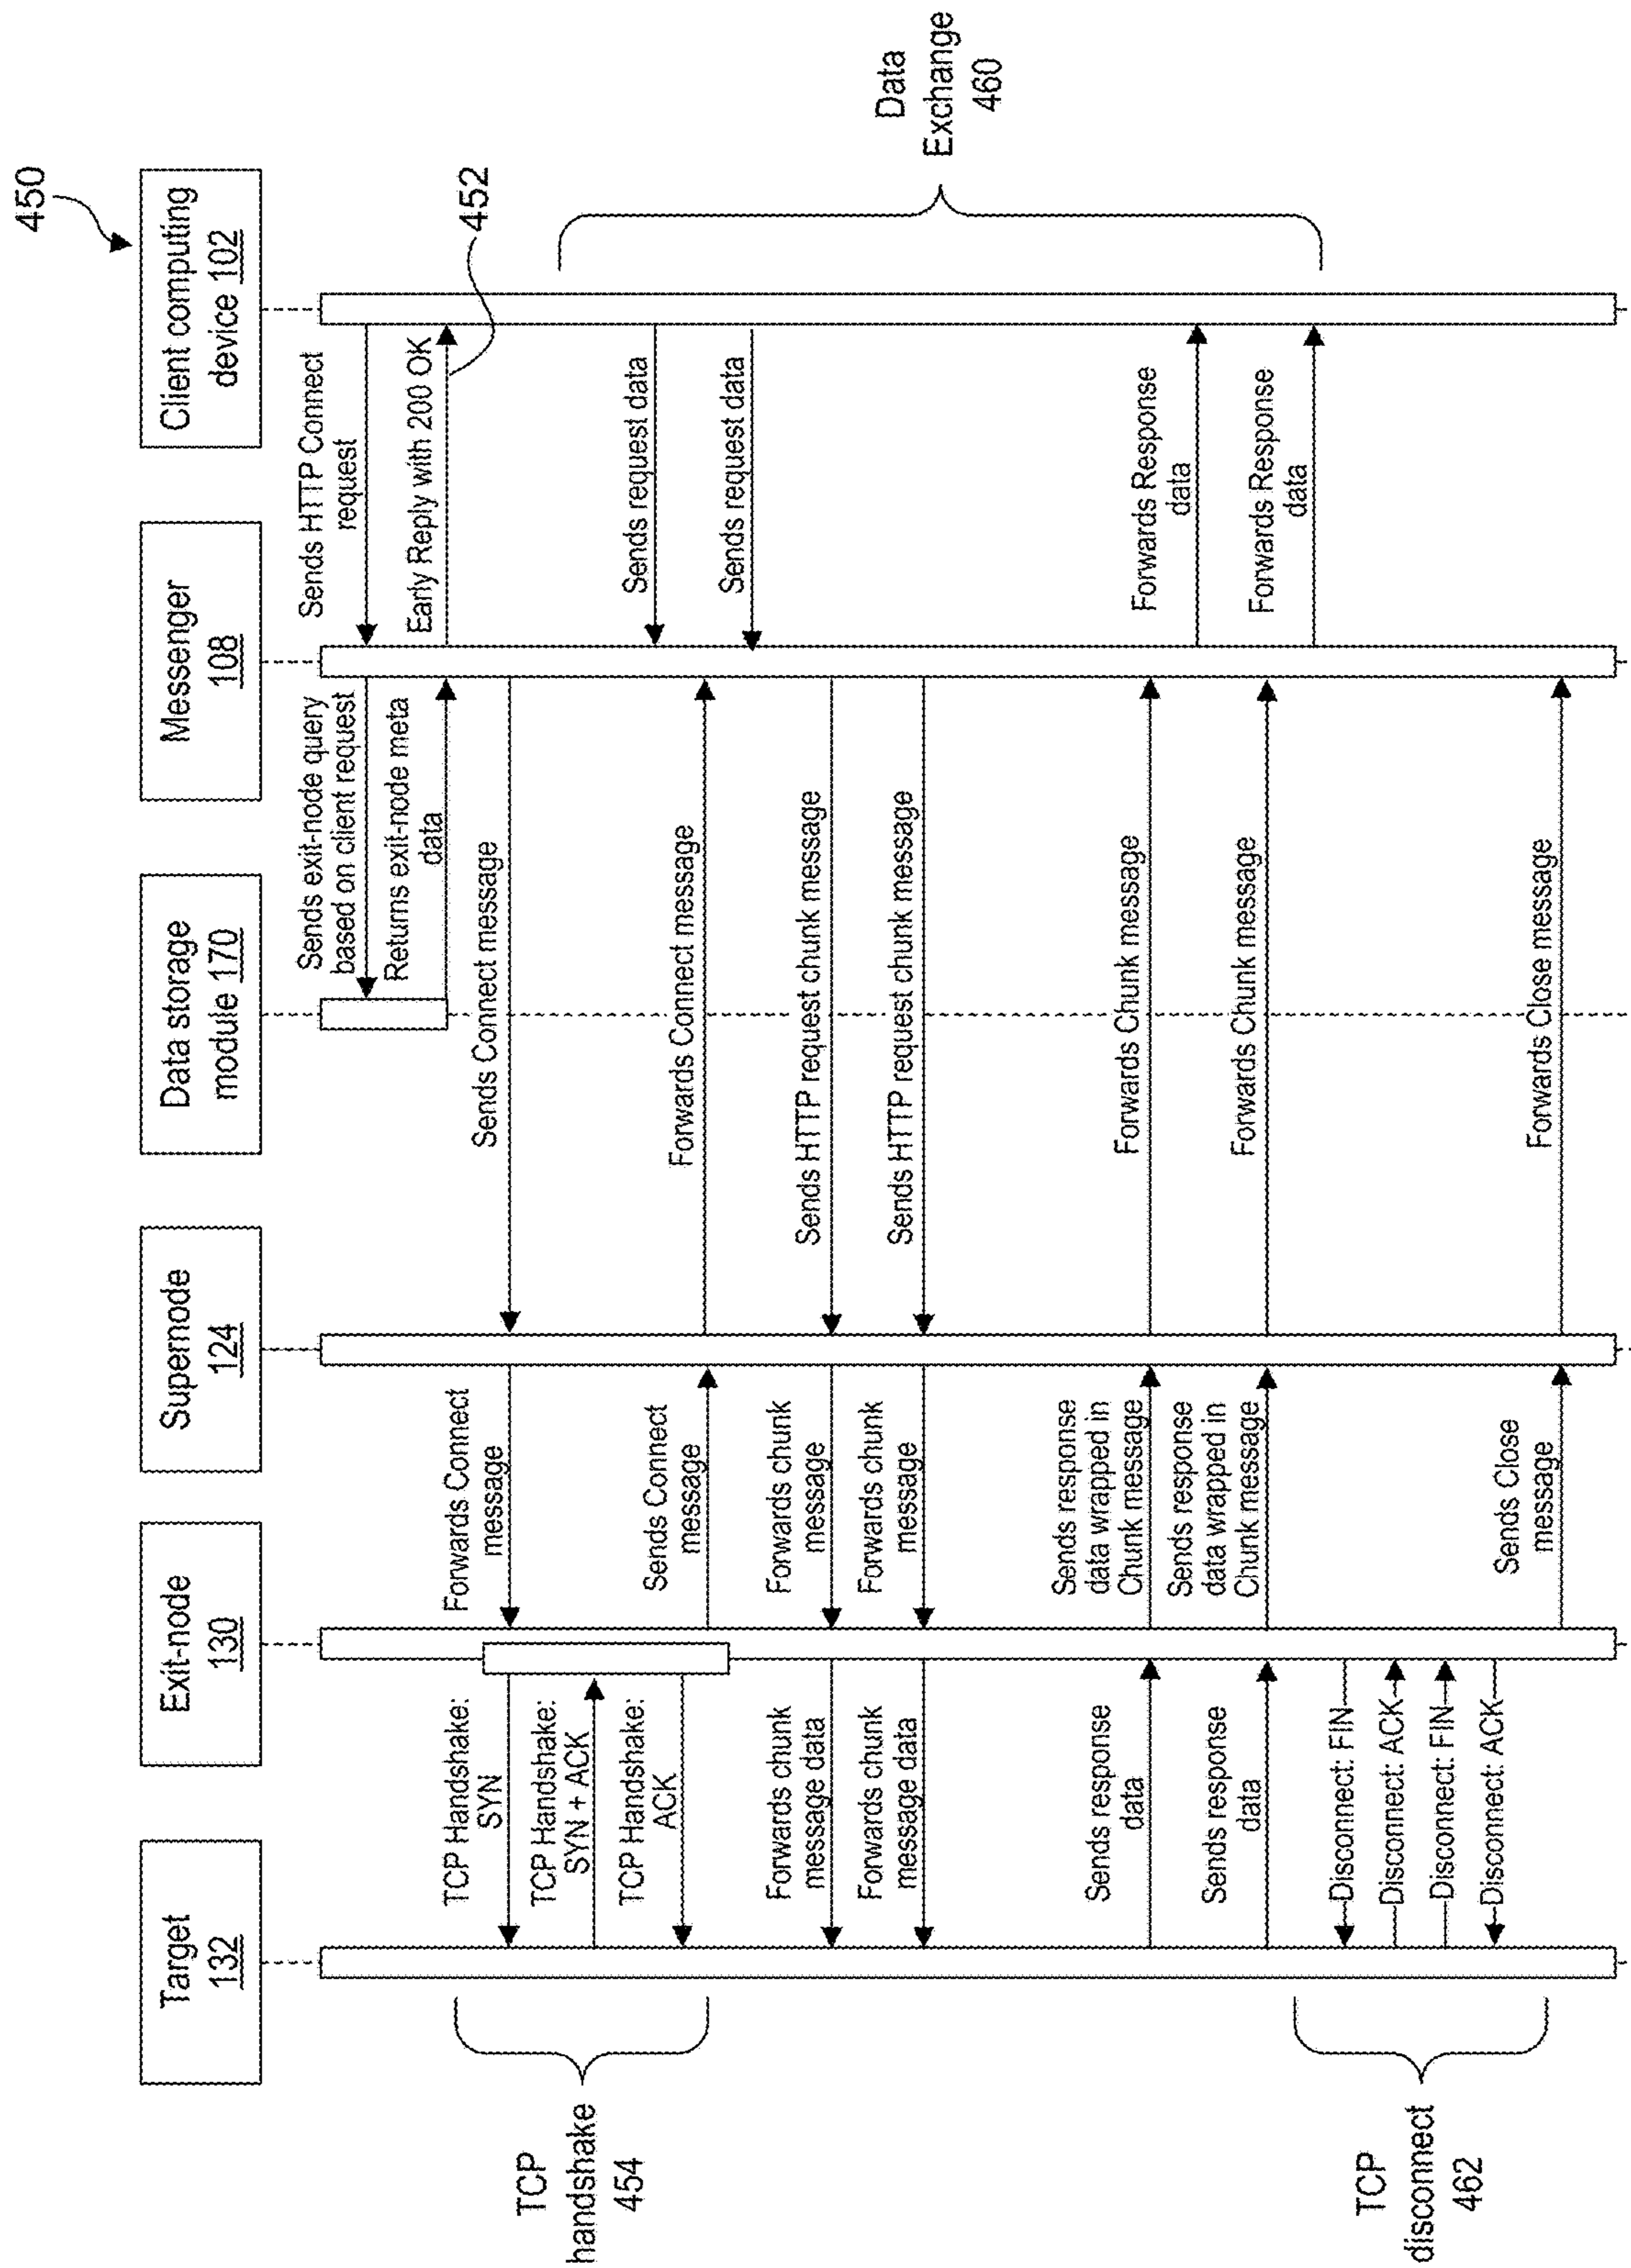 450
Client computing
device 102
Messenger
108
Data storage
module 170
Supernode
124
Exit-node
130
Target
132
Sends HTTP Connect
request
Early Reply with 200 OK
452
Sends exit-node query
based on client request
Returns exit-node meta
data
Sends Connect message
Forwards Connect
message
TCP Handshake:
SYN
TCP Handshake:
SYN + ACK
TCP Handshake:
ACK
TCP
handshake
454
Sends Connect
message
Forwards Connect message
Data
Exchange
460
Sends request data
Sends request data
Sends HTTP request chunk message
Sends HTTP request chunk message
Forwards chunk
message
Forwards chunk
message
Forwards chunk
message data
Forwards chunk
message data
Sends response
data
Sends response
data
Sends response
data wrapped in
Chunk message
Sends response
data wrapped in
Chunk message
Forwards Chunk message
Forwards Chunk message
Forwards Response
data
Forwards Response
data
Disconnect: FIN
Disconnect: ACK
Disconnect: FIN
Disconnect: ACK
TCP
disconnect
462
Sends Close
message
Forwards Close message